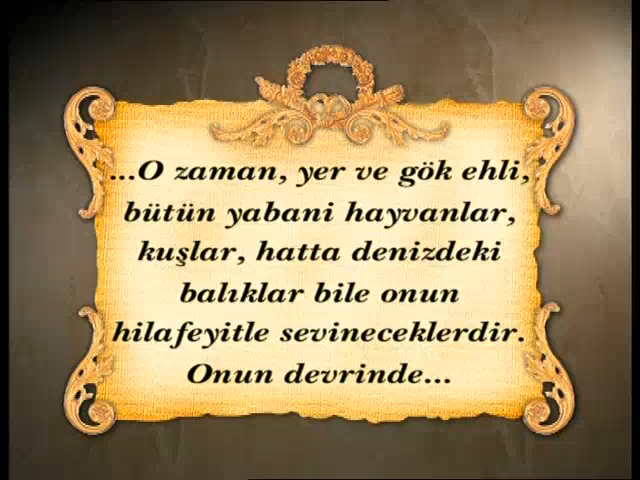 ...O zaman, yer ve gök ehli,
bütün yabani hayvanlar,
kuşlar, hatta denizdeki
balıklar bile onun
hilafeyitle sevineceklerdir.
Onun devrinde...